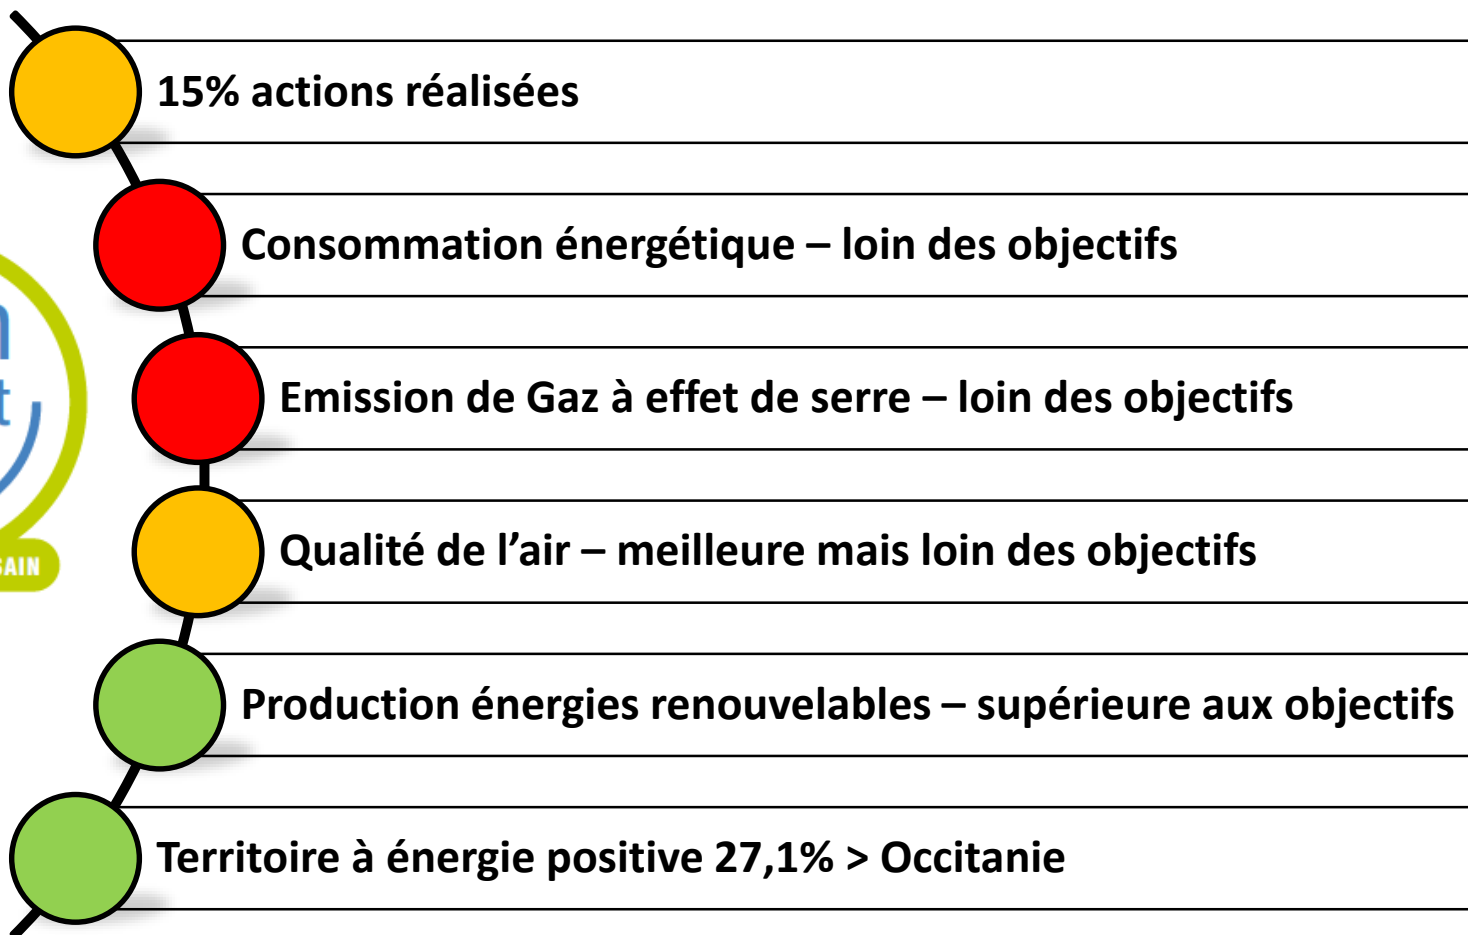 15% actions réalisées
Consommation énergétique – loin des objectifs
Emission de Gaz à effet de serre – loin des objectifs
Qualité de l’air – meilleure mais loin des objectifs
Production énergies renouvelables – supérieure aux objectifs
Territoire à énergie positive 27,1% > Occitanie